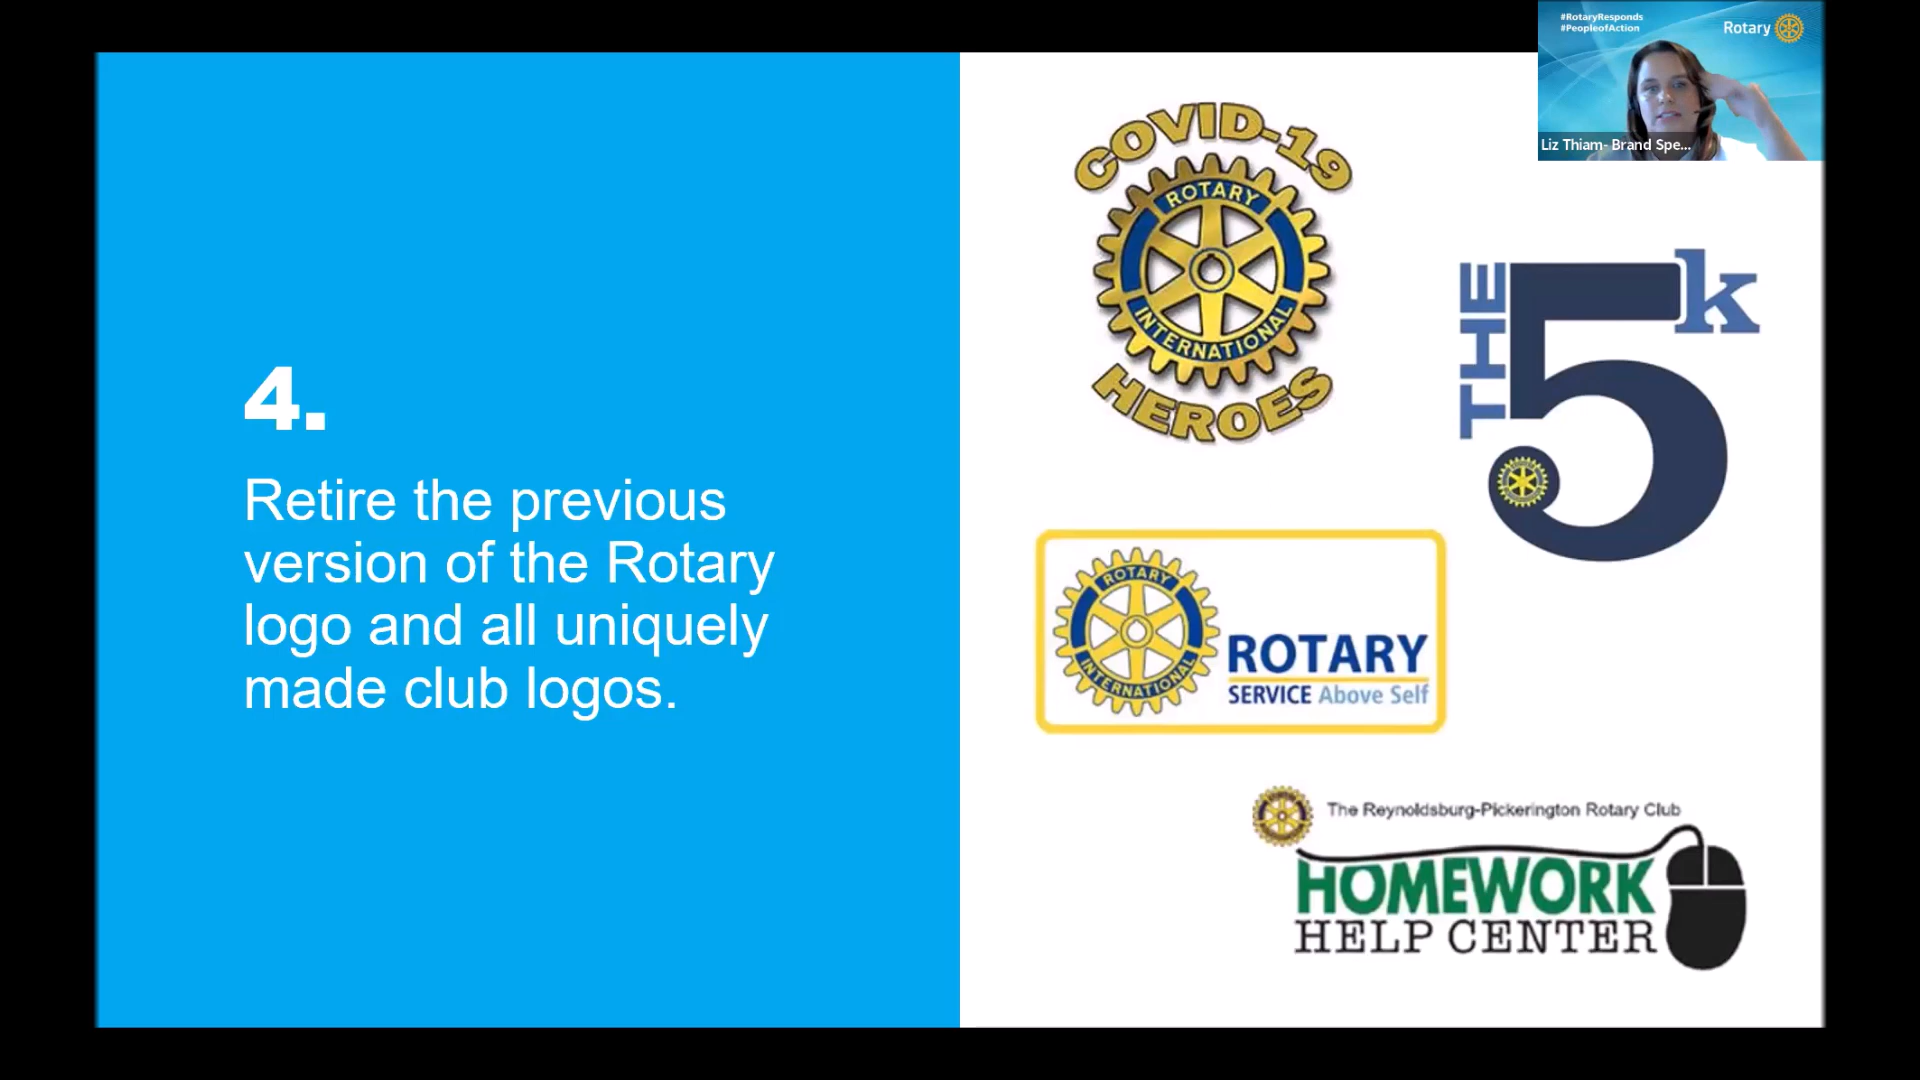 #RotaryResponds
#PeopleofAction
Rotary
Liz Thiam- Brand Spe...
4.
Retire the previous
version of the Rotary
logo and all uniquely
made club logos.
COVID-19
ROTARY
INTERNATIONAL
HEROES
THE
5k
ROTARY
INTERNATIONAL
ROTARY
SERVICE Above Self
The Reynoldsburg-Pickerington Rotary Club
HOMEWORK
HELP CENTER